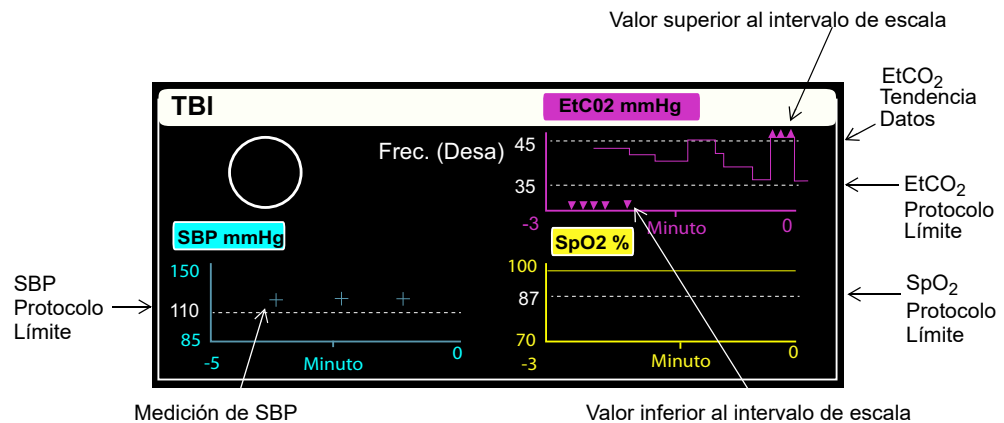 Valor superior al intervalo de escala
EtCO2
Tendencia
Datos
TBI
EtC02 mmHg
Frec. (Desa)
45
35
-3
Minuto
0
EtCO2
Protocolo
Límite
SBP mmHg
150
110
85
-5
Minuto
0
SBP
Protocolo
Límite
SpO2 %
100
87
70
-3
Minuto
0
SpO2
Protocolo
Límite
Medición de SBP
Valor inferior al intervalo de escala